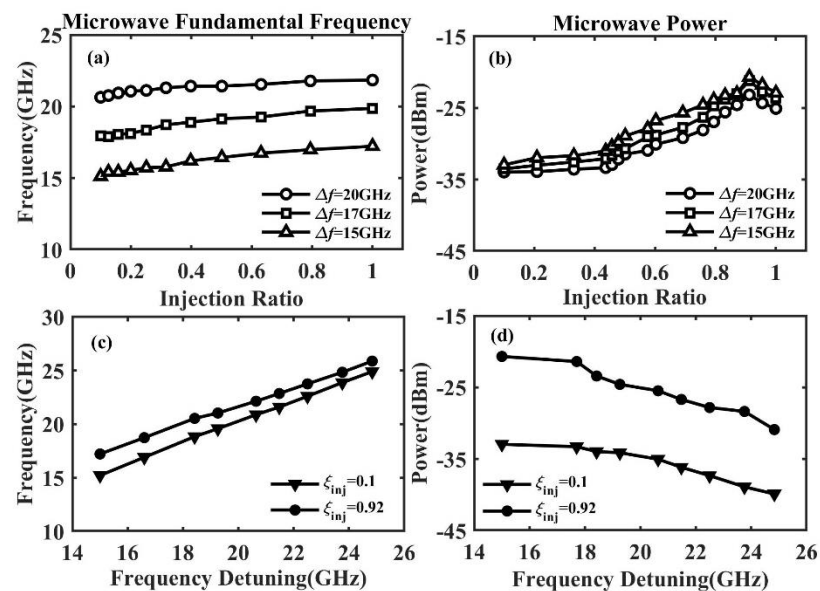 Microwave Fundamental Frequency
(a)
Frequency(GHz)
25
20
15
10
Δf=20GHz
Δf=17GHz
Δf=15GHz
0 0.2 0.4 0.6 0.8 1
Injection Ratio
Microwave Power
(b)
Power(dBm)
-15
-25
-35
-45
Δf=20GHz
Δf=17GHz
Δf=15GHz
0 0.2 0.4 0.6 0.8 1
Injection Ratio
(c)
Frequency(GHz)
30
25
20
15
10
ξinj=0.1
ξinj=0.92
14 16 18 20 22 24 26
Frequency Detuning(GHz)
(d)
Power(dBm)
-15
-25
-35
-45
ξinj=0.1
ξinj=0.92
14 16 18 20 22 24 26
Frequency Detuning(GHz)